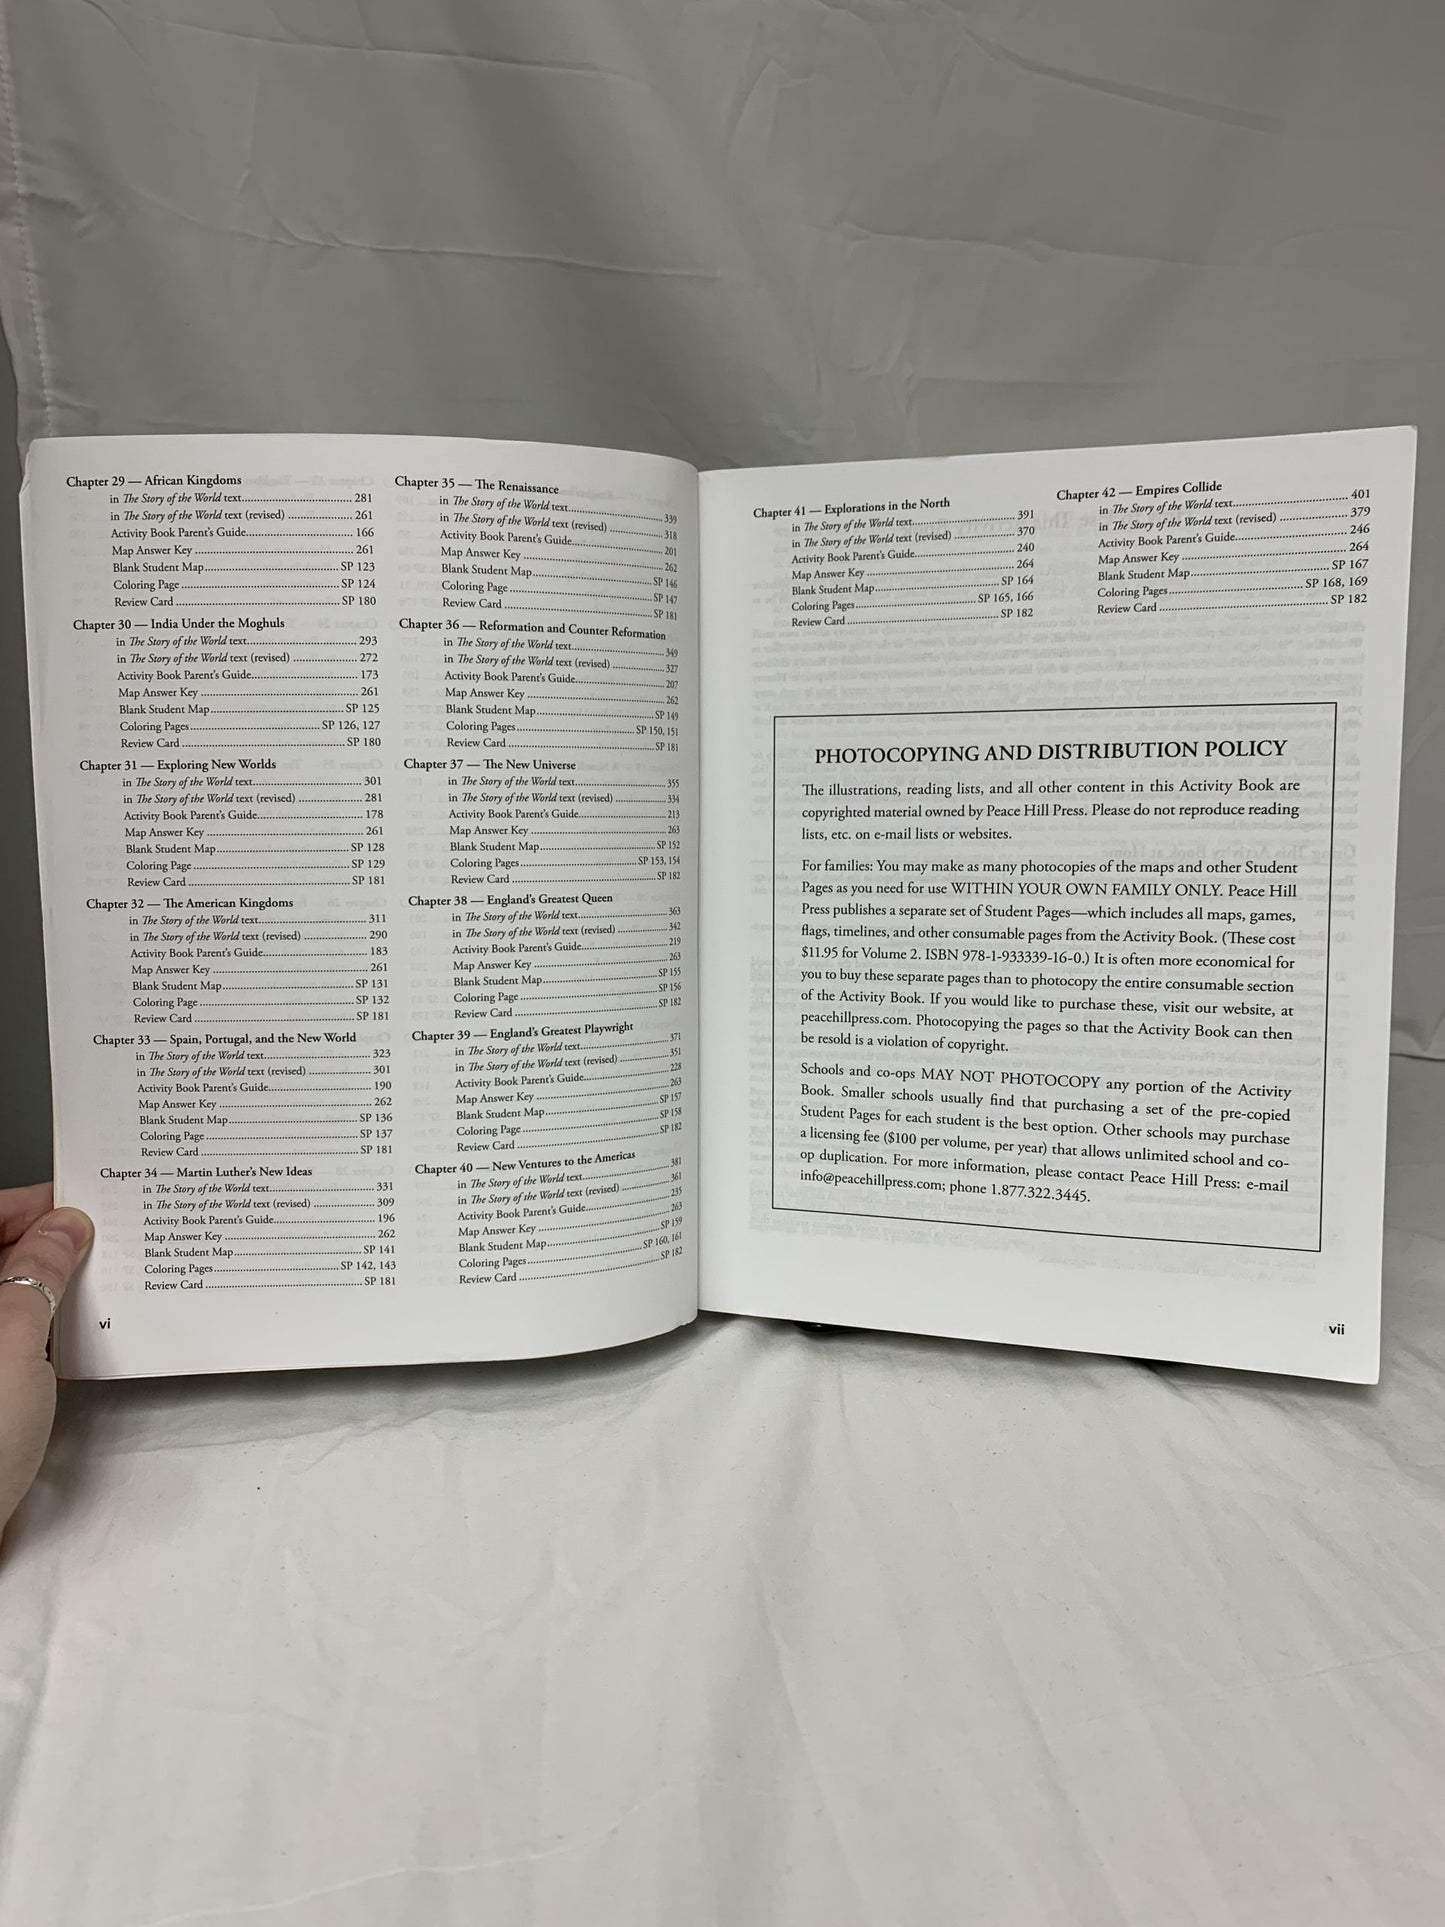 Chapter 29 — African Kingdoms
in The Story of the World text................................. 281
in The Story of the World text (revised) ................... 261
Activity Book Parent's Guide................................ 166
Map Answer Key ................................................ 261
Blank Student Map......................................... SP 123
Coloring Page ................................................ SP 124
Review Card .................................................. SP 180
Chapter 30 — India Under the Moghuls
in The Story of the World text................................. 293
in The Story of the World text (revised) ................... 272
Activity Book Parent's Guide................................ 173
Map Answer Key ................................................ 261
Blank Student Map......................................... SP 125
Coloring Pages....................................... SP 126, 127
Review Card .................................................. SP 180
Chapter 31 — Exploring New Worlds
in The Story of the World text................................. 301
in The Story of the World text (revised) ................... 281
Activity Book Parent's Guide................................ 178
Map Answer Key ................................................ 261
Blank Student Map......................................... SP 128
Coloring Page ................................................ SP 129
Review Card .................................................. SP 181
Chapter 32 — The American Kingdoms
in The Story of the World text................................. 311
in The Story of the World text (revised) ................... 290
Activity Book Parent's Guide................................ 183
Map Answer Key ................................................ 261
Blank Student Map......................................... SP 131
Coloring Page ................................................ SP 132
Review Card .................................................. SP 181
Chapter 33 — Spain, Portugal, and the New World
in The Story of the World text................................. 323
in The Story of the World text (revised) ................... 301
Activity Book Parent's Guide................................ 190
Map Answer Key ................................................ 262
Blank Student Map......................................... SP 136
Coloring Page ................................................ SP 137
Review Card .................................................. SP 181
Chapter 34 — Martin Luther's New Ideas
in The Story of the World text................................. 331
in The Story of the World text (revised) ................... 309
Activity Book Parent's Guide................................ 196
Map Answer Key ................................................ 262
Blank Student Map......................................... SP 141
Coloring Pages....................................... SP 142, 143
Review Card .................................................. SP 181
vi
Chapter 35 — The Renaissance
in The Story of the World text................................. 339
in The Story of the World text (revised) ................... 318
Activity Book Parent's Guide................................ 201
Map Answer Key ................................................ 262
Blank Student Map......................................... SP 146
Coloring Page ................................................ SP 147
Review Card .................................................. SP 181
Chapter 36 — Reformation and Counter Reformation
in The Story of the World text................................. 349
in The Story of the World text (revised) ................... 327
Activity Book Parent's Guide................................ 207
Map Answer Key ................................................ 262
Blank Student Map......................................... SP 149
Coloring Pages....................................... SP 150, 151
Review Card .................................................. SP 181
Chapter 37 — The New Universe
in The Story of the World text................................. 355
in The Story of the World text (revised) ................... 334
Activity Book Parent's Guide................................ 213
Map Answer Key ................................................ 263
Blank Student Map......................................... SP 152
Coloring Pages....................................... SP 153, 154
Review Card .................................................. SP 182
Chapter 38 — England's Greatest Queen
in The Story of the World text................................. 363
in The Story of the World text (revised) ................... 342
Activity Book Parent's Guide................................ 219
Map Answer Key ................................................ 263
Blank Student Map......................................... SP 155
Coloring Page ................................................ SP 156
Review Card .................................................. SP 182
Chapter 39 — England's Greatest Playwright
in The Story of the World text................................. 371
in The Story of the World text (revised) ................... 351
Activity Book Parent's Guide................................ 228
Map Answer Key ................................................ 263
Blank Student Map......................................... SP 157
Coloring Page ................................................ SP 158
Review Card .................................................. SP 182
Chapter 40 — New Ventures to the Americas
in The Story of the World text................................. 381
in The Story of the World text (revised) ................... 361
Activity Book Parent's Guide................................ 235
Map Answer Key ................................................ 263
Blank Student Map......................................... SP 159
Coloring Pages....................................... SP 160, 161
Review Card .................................................. SP 182
Chapter 41 — Explorations in the North
in The Story of the World text................................. 391
in The Story of the World text (revised) ................... 370
Activity Book Parent's Guide................................ 240
Map Answer Key ................................................ 264
Blank Student Map......................................... SP 164
Coloring Pages....................................... SP 165, 166
Review Card .................................................. SP 182
Chapter 42 — Empires Collide
in The Story of the World text................................. 401
in The Story of the World text (revised) ................... 379
Activity Book Parent's Guide................................ 246
Map Answer Key ................................................ 264
Blank Student Map......................................... SP 167
Coloring Pages....................................... SP 168, 169
Review Card .................................................. SP 182
PHOTOCOPYING AND DISTRIBUTION POLICY
The illustrations, reading lists, and all other content in this Activity Book are
copyrighted material owned by Peace Hill Press. Please do not reproduce reading
lists, etc. on e-mail lists or websites.
For families: You may make as many photocopies of the maps and other Student
Pages as you need for use WITHIN YOUR OWN FAMILY ONLY. Peace Hill
Press publishes a separate set of Student Pages—which includes all maps, games,
flags, timelines, and other consumable pages from the Activity Book. (These cost
$11.95 for Volume 2. ISBN 978-1-933339-16-0.) It is often more economical for
you to buy these separate pages than to photocopy the entire consumable section
of the Activity Book. If you would like to purchase these, visit our website, at
peacehillpress.com. Photocopying the pages so that the Activity Book can then
be resold is a violation of copyright.
Schools and co-ops MAY NOT PHOTOCOPY any portion of the Activity
Book. Smaller schools usually find that purchasing a set of the pre-copied
Student Pages for each student is the best option. Other schools may purchase
a licensing fee ($100 per volume, per year) that allows unlimited school and co-
op duplication. For more information, please contact Peace Hill Press: e-mail
info@peacehillpress.com; phone 1.877.322.3445.
vii